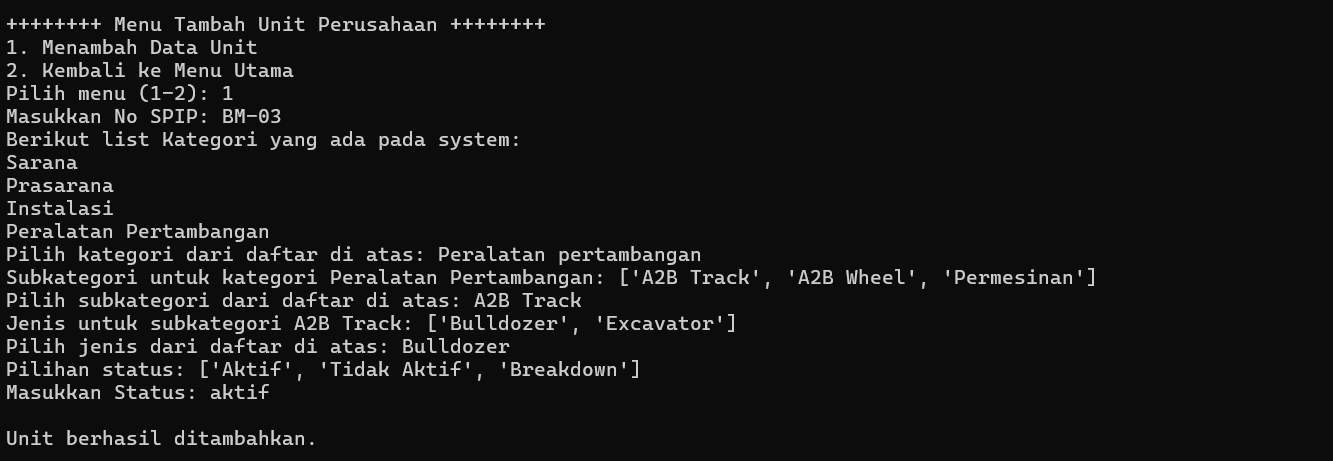 ++++++++ Menu Tambah Unit Perusahaan ++++++++
1. Menambah Data Unit
2. Kembali ke Menu Utama
Pilih menu (1-2): 1
Masukkan No SPIP: BM-03
Berikut list Kategori yang ada pada system:
Sarana
Prasarana
Instalasi
Peralatan Pertambangan
Pilih kategori dari daftar di atas: Peralatan pertambangan
Subkategori untuk kategori Peralatan Pertambangan: ['A2B Track', 'A2B Wheel', 'Permesinan']
Pilih subkategori dari daftar di atas: A2B Track
Jenis untuk subkategori A2B Track: ['Bulldozer', 'Excavator']
Pilih jenis dari daftar di atas: Bulldozer
Pilihan status: ['Aktif', 'Tidak Aktif', 'Breakdown']
Masukkan Status: aktif
Unit berhasil ditambahkan.